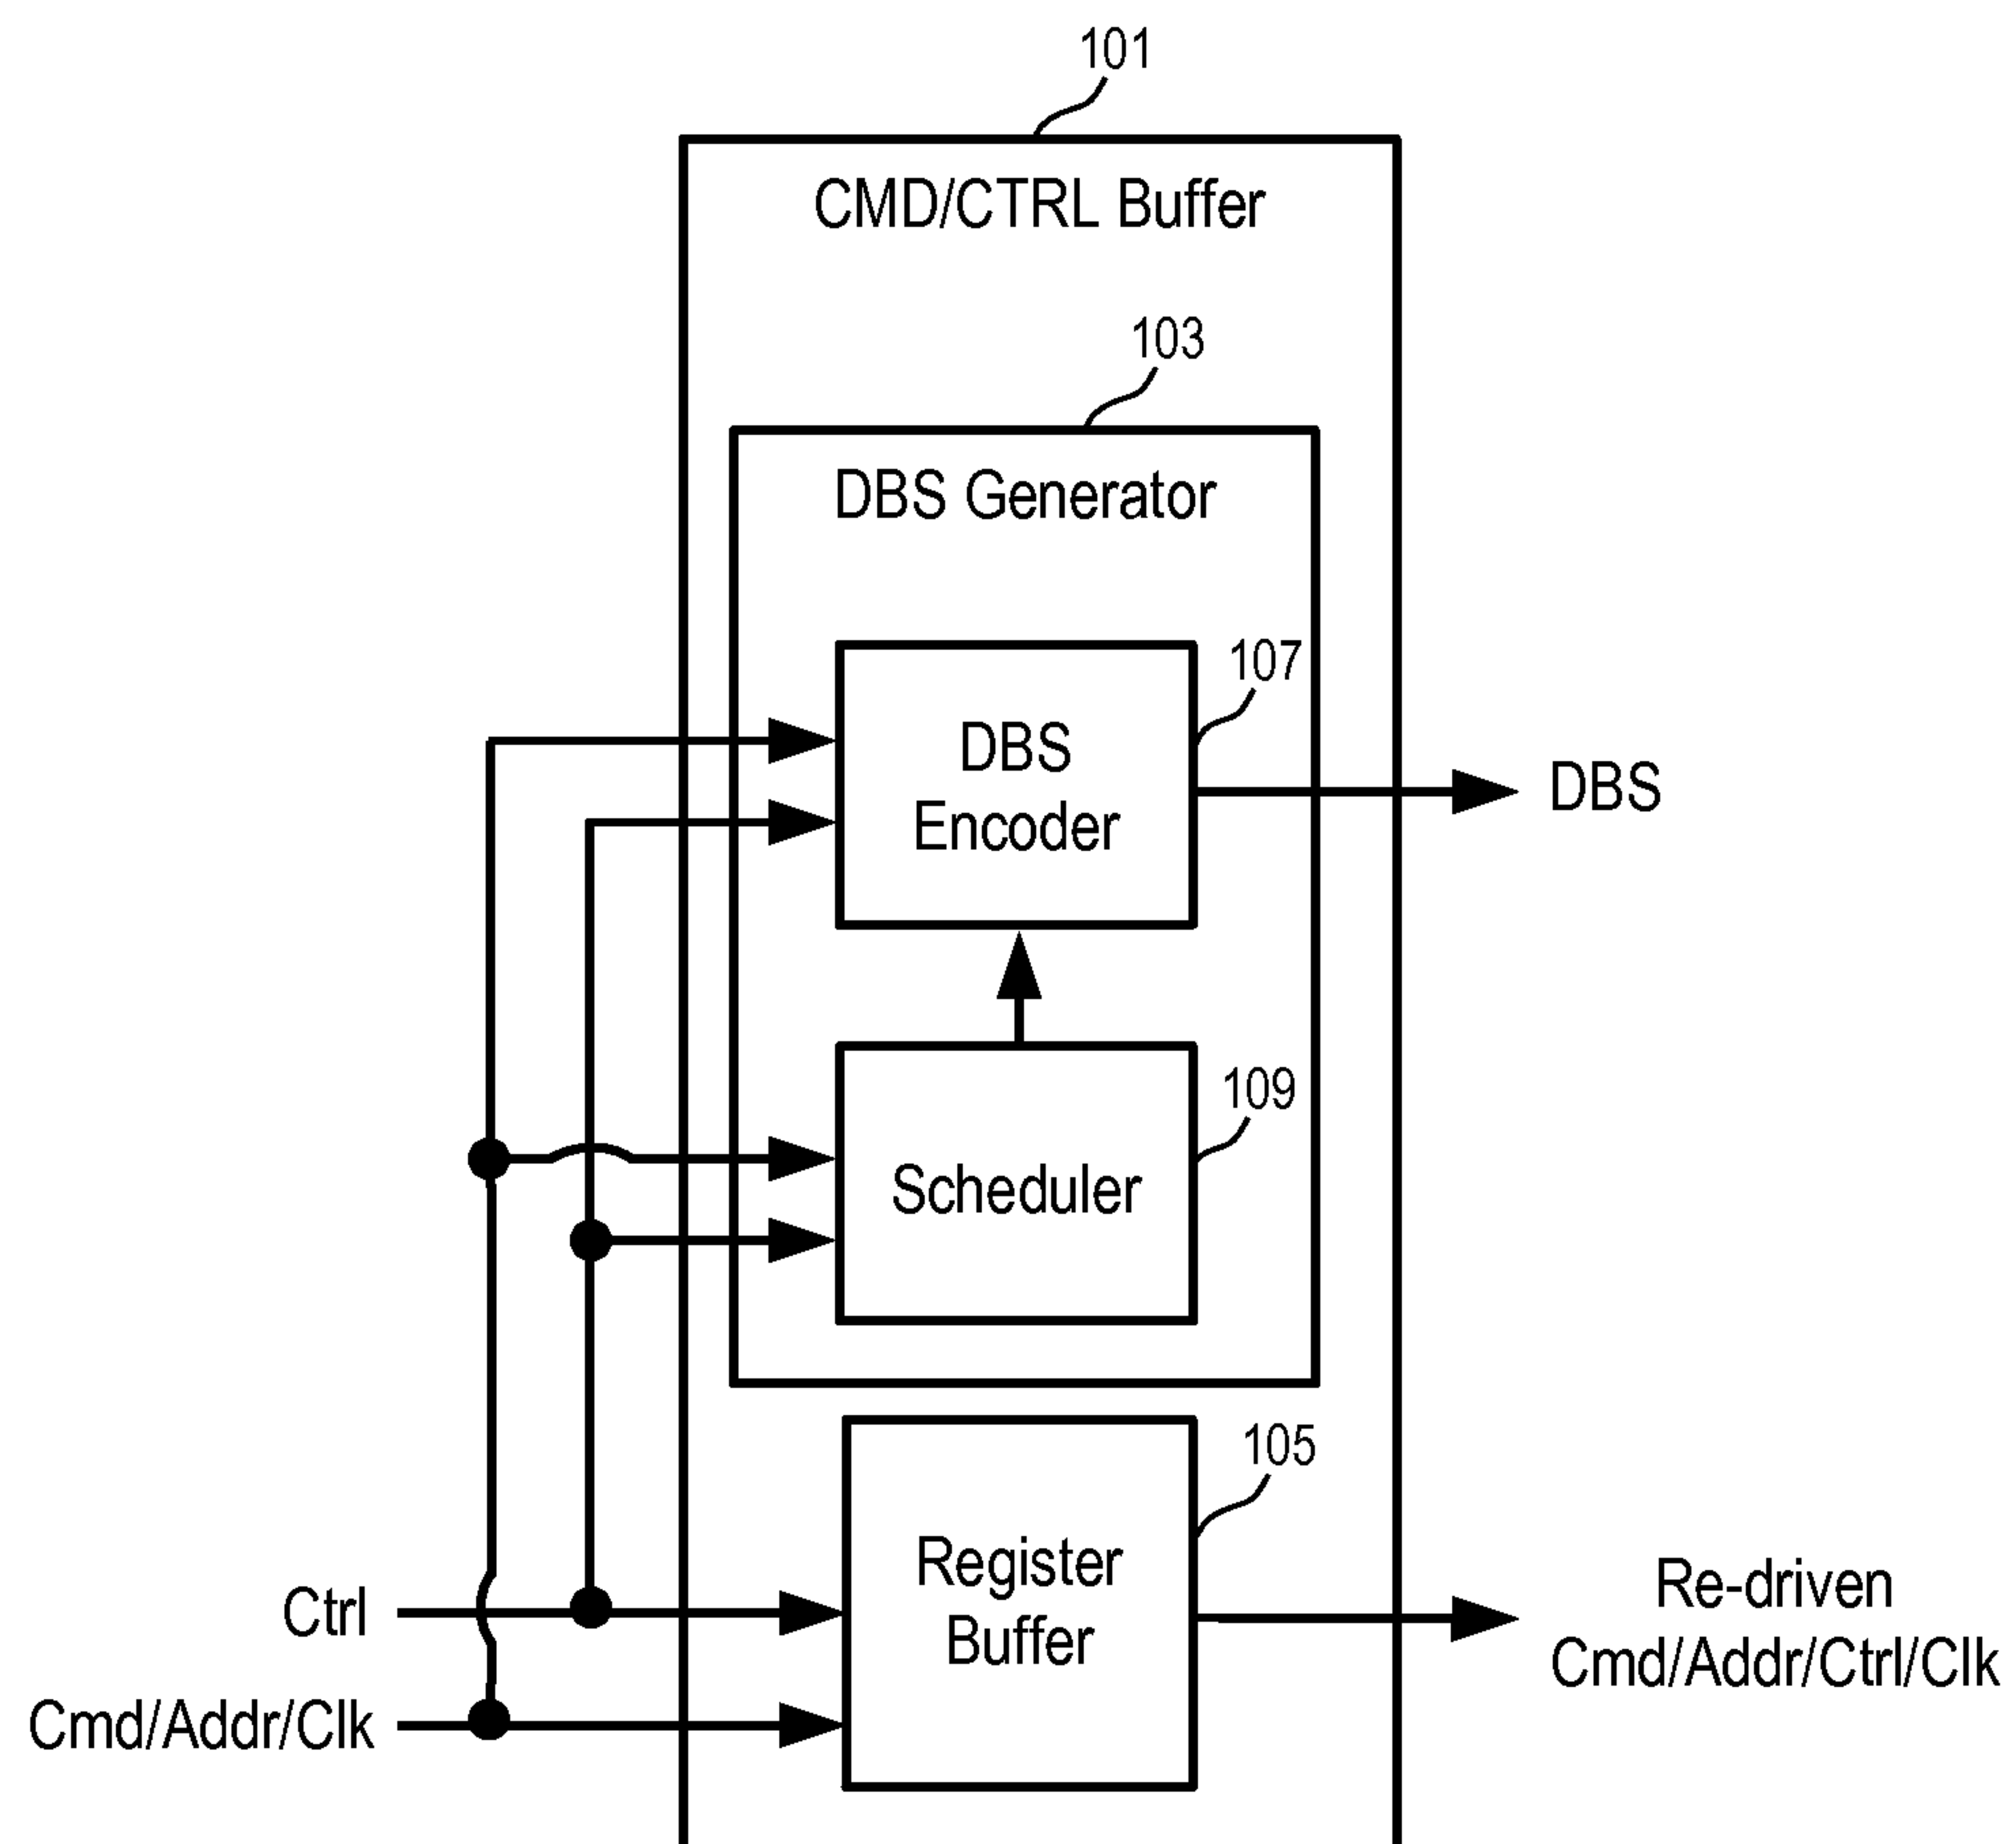 101
CMD/CTRL Buffer
103
DBS Generator
107
DBS
Encoder
DBS
109
Scheduler
105
Register
Buffer
Ctrl
Cmd/Addr/Clk
Re-driven
Cmd/Addr/Ctrl/Clk